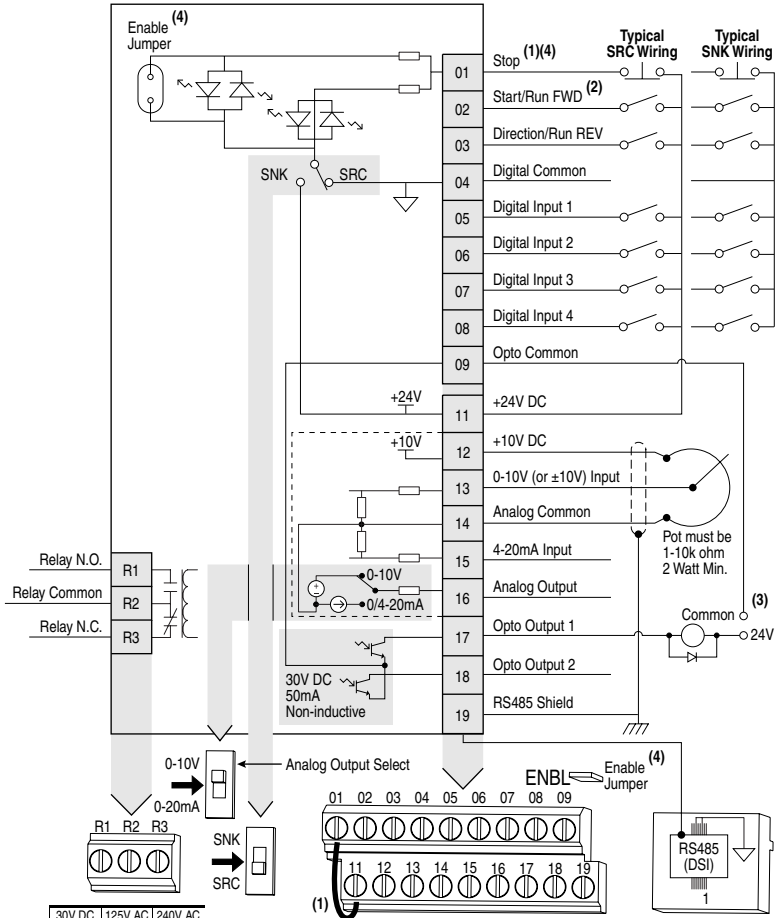 Enable (4)
Jumper
Typical
SRC Wiring
Typical
SNK Wiring
01 Stop (1)(4)
02 Start/Run FWD (2)
03 Direction/Run REV
SNK SRC 04 Digital Common
05 Digital Input 1
06 Digital Input 2
07 Digital Input 3
08 Digital Input 4
09 Opto Common
+24V 11 +24V DC
+10V 12 +10V DC
13 0-10V (or ±10V) Input
14 Analog Common
Pot must be
1-10k ohm
2 Watt Min.
15 4-20mA Input
Relay N.O. R1
Relay Common R2
Relay N.C. R3
0-10V
0/4-20mA
16 Analog Output
Common (3)
24V
17 Opto Output 1
18 Opto Output 2
30V DC
50mA
Non-inductive
19 RS485 Shield
0-10V
0-20mA
Analog Output Select
ENBL Enable (4)
Jumper
01 02 03 04 05 06 07 08 09
11 12 13 14 15 16 17 18 19
(1)
R1 R2 R3
SNK
SRC
RS485
(DSI)
1
30V DC 125V AC 240V AC